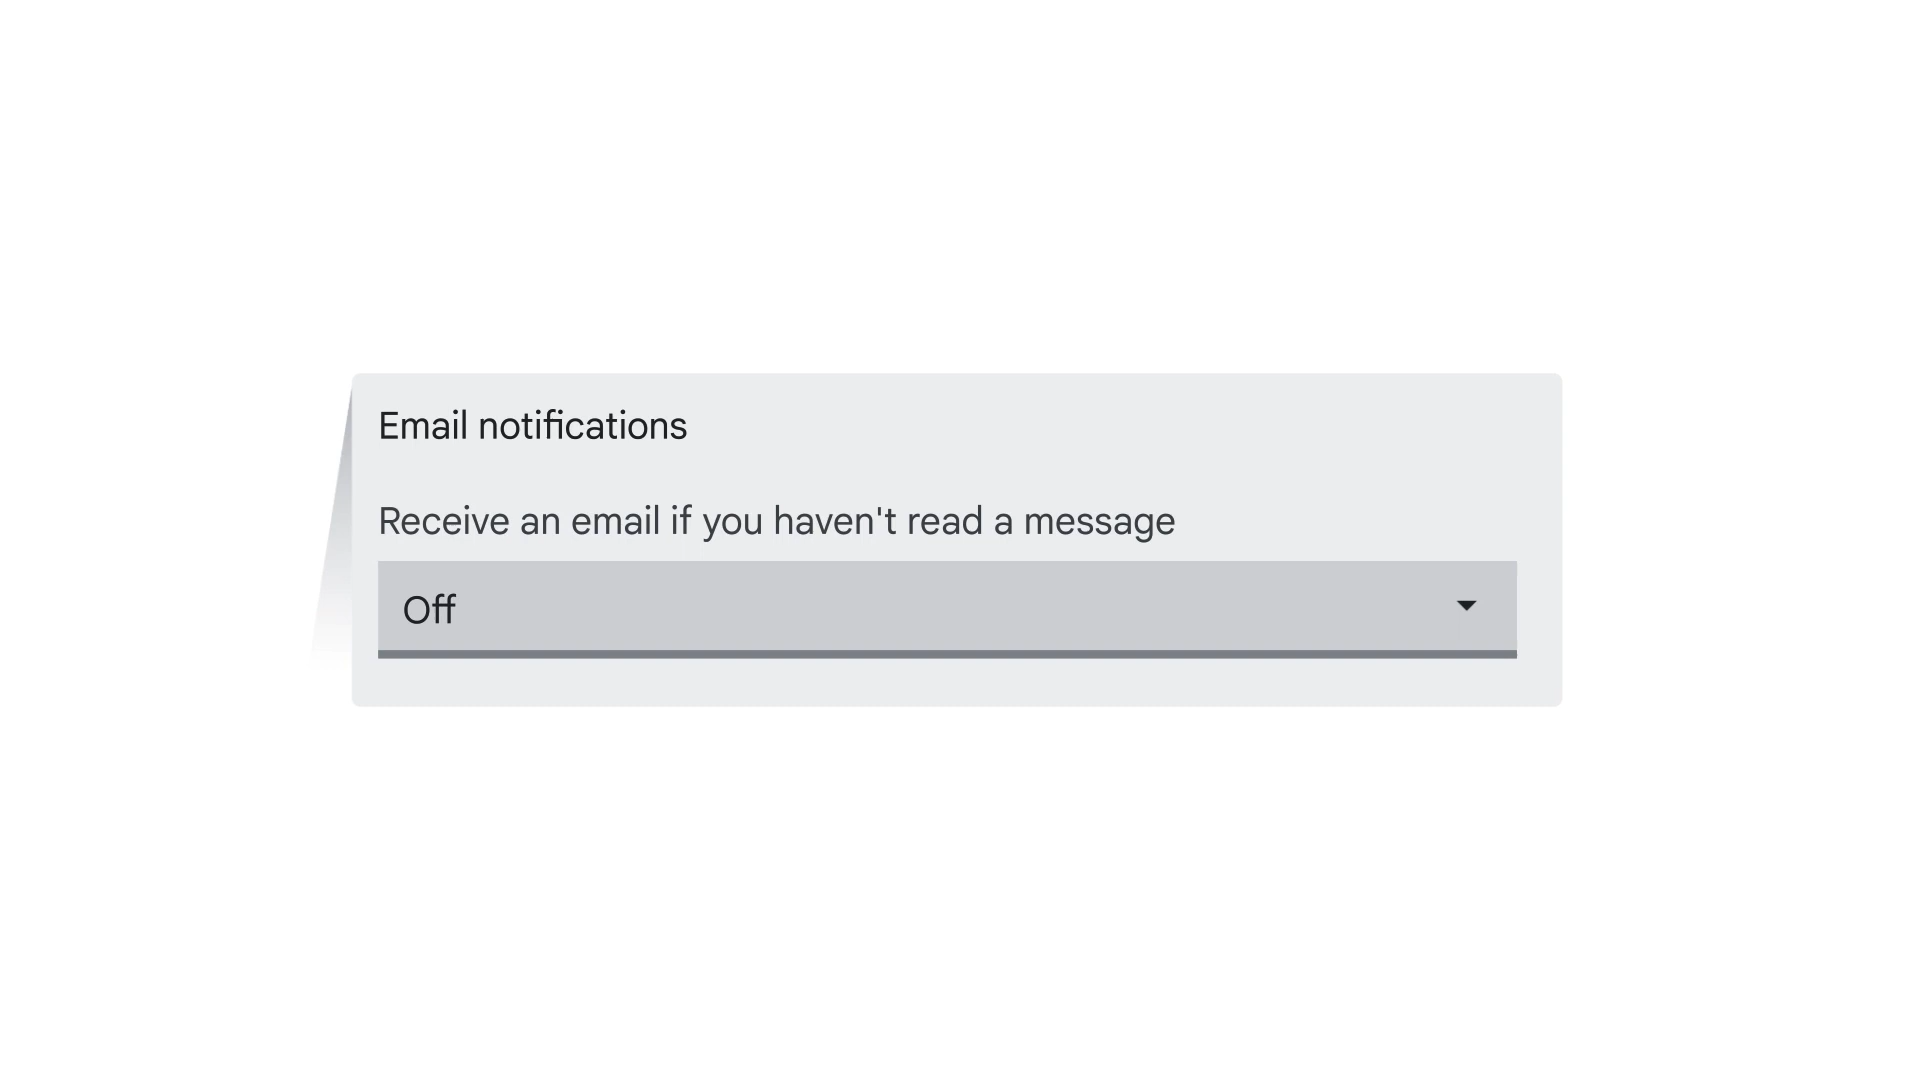 Email notifications
Receive an email if you haven't read a message
Off